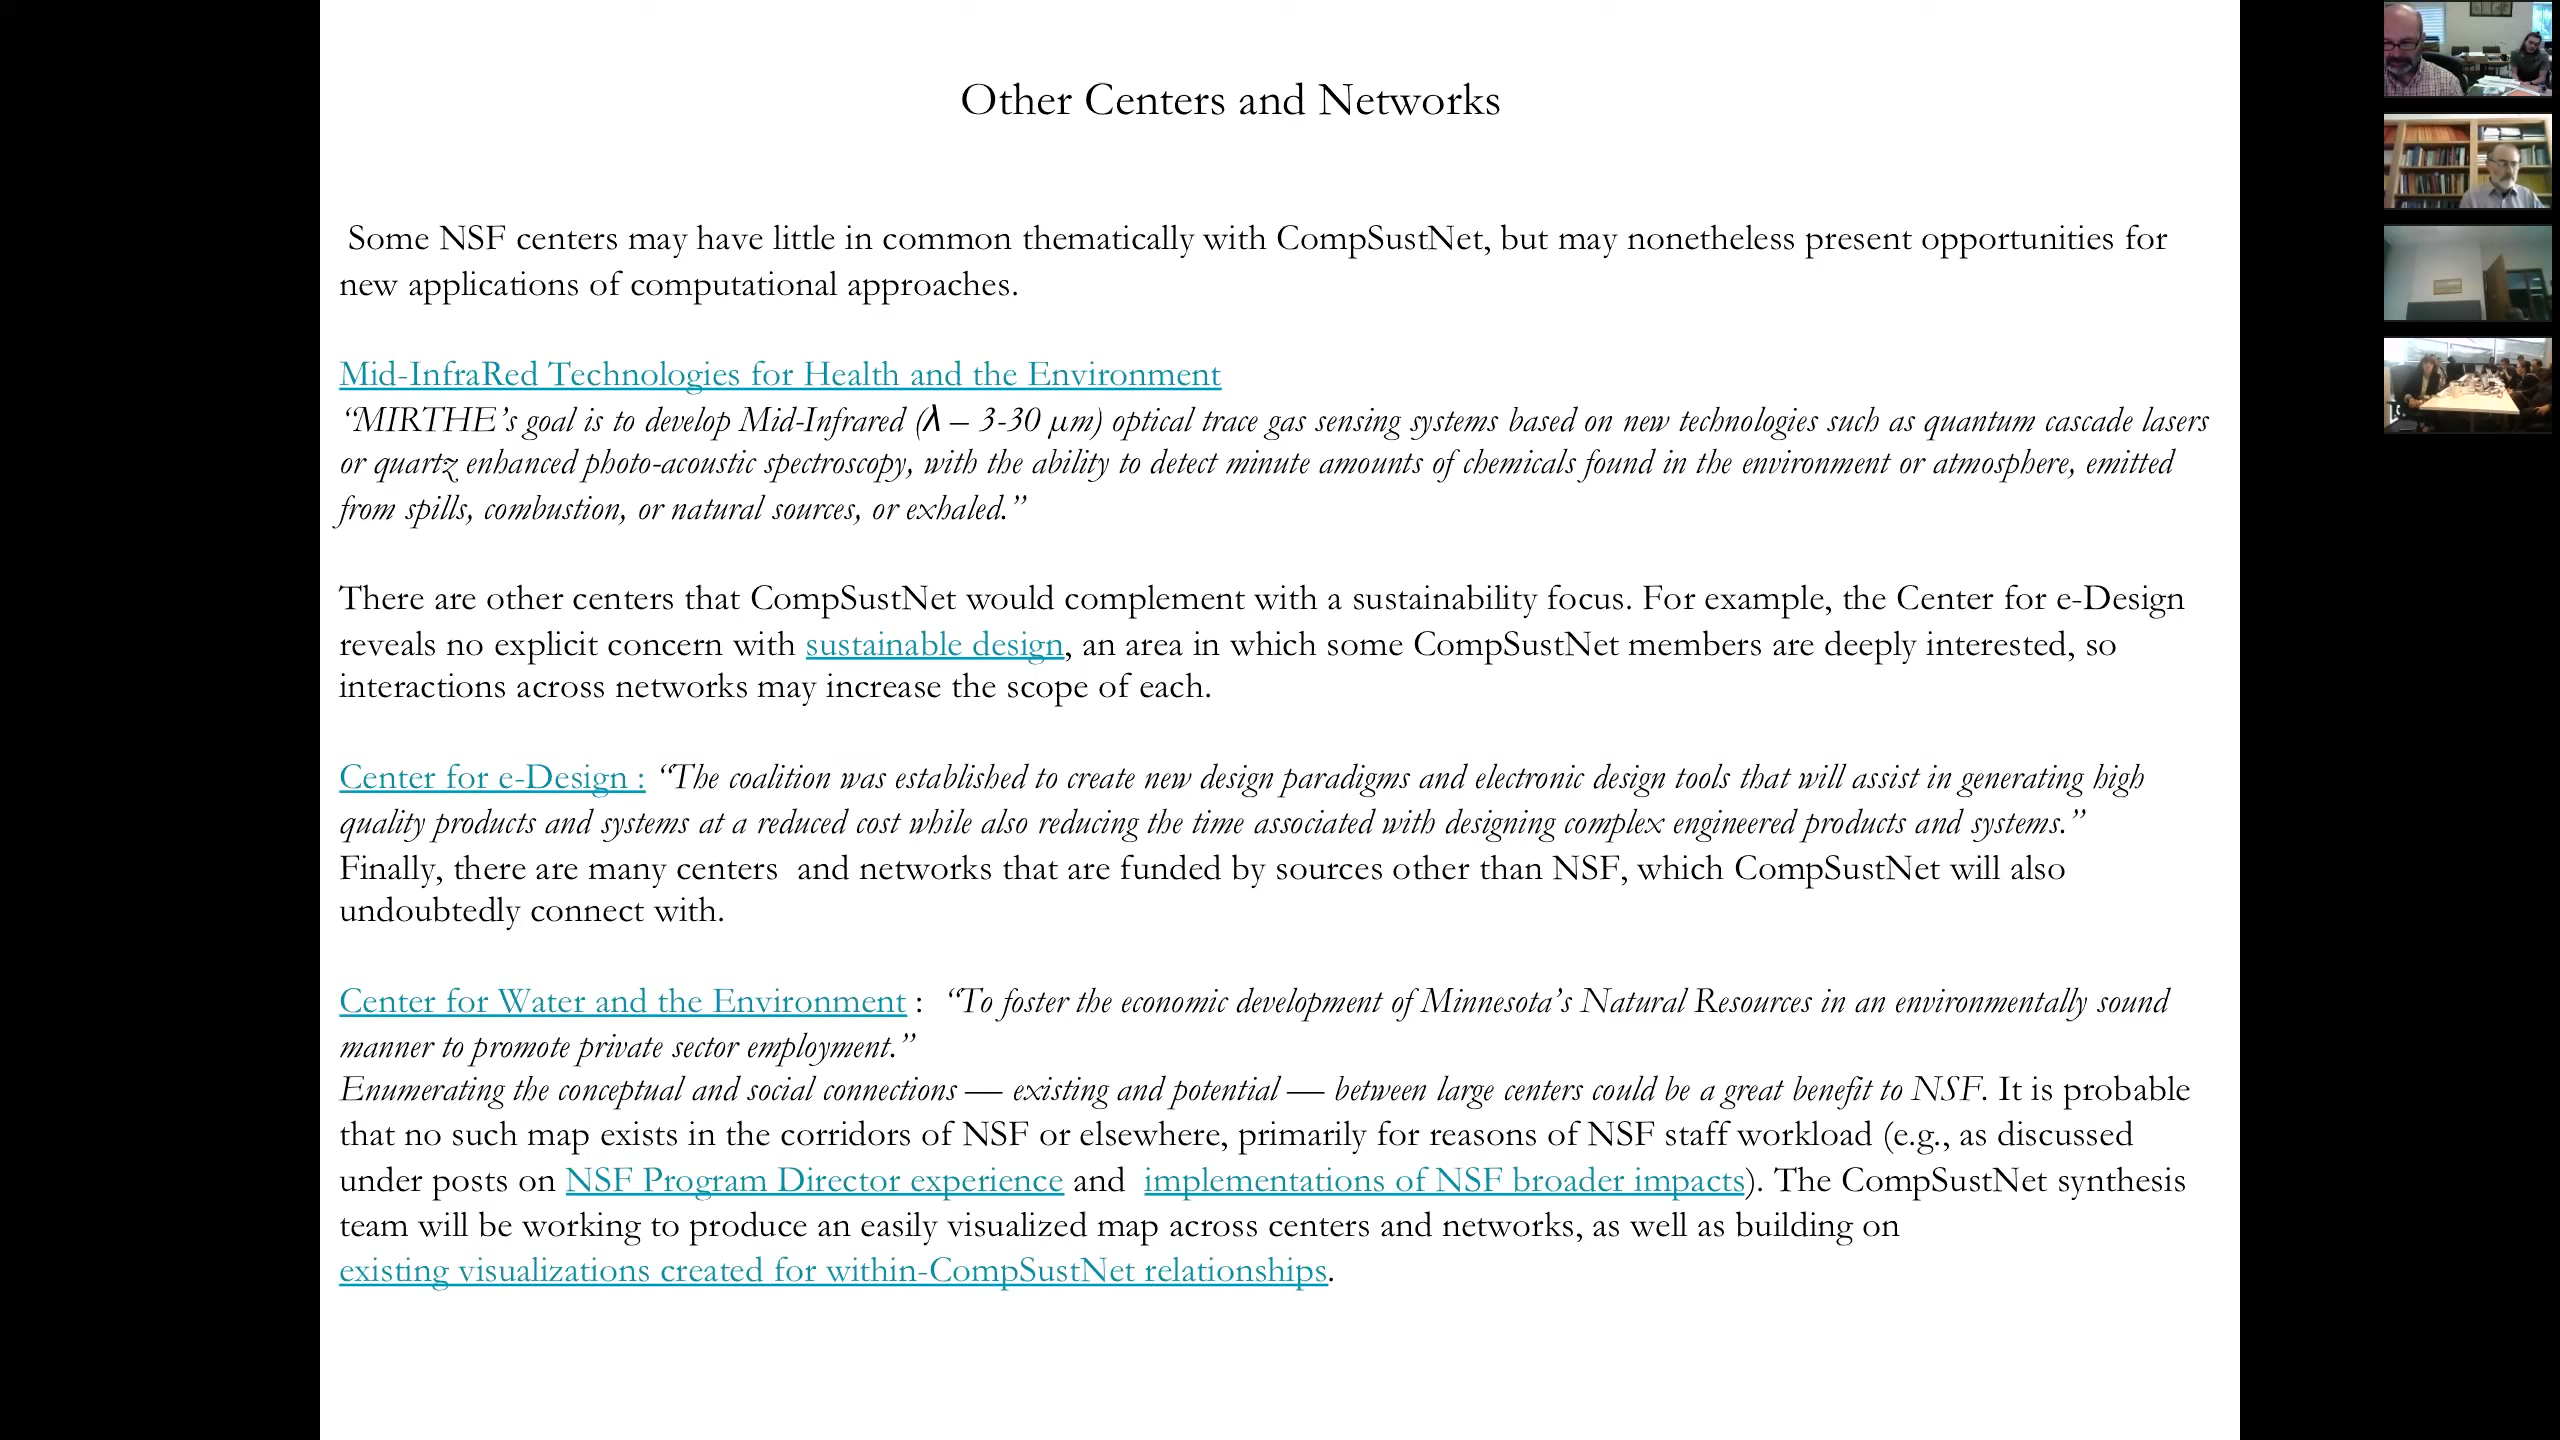 Other Centers and Networks
Some NSF centers may have little in common thematically with CompSustNet, but may nonetheless present opportunities for
new applications of computational approaches.
Mid-InfraRed Technologies for Health and the Environment
“MIRTHE’s goal is to develop Mid-Infrared (λ – 3-30 μm) optical trace gas sensing systems based on new technologies such as quantum cascade lasers
or quartz enhanced photo-acoustic spectroscopy, with the ability to detect minute amounts of chemicals found in the environment or atmosphere, emitted
from spills, combustion, or natural sources, or exhaled.”
There are other centers that CompSustNet would complement with a sustainability focus. For example, the Center for e-Design
reveals no explicit concern with sustainable design, an area in which some CompSustNet members are deeply interested, so
interactions across networks may increase the scope of each.
Center for e-Design : “The coalition was established to create new design paradigms and electronic design tools that will assist in generating high
quality products and systems at a reduced cost while also reducing the time associated with designing complex engineered products and systems.”
Finally, there are many centers  and networks that are funded by sources other than NSF, which CompSustNet will also
undoubtedly connect with.
Center for Water and the Environment :  “To foster the economic development of Minnesota’s Natural Resources in an environmentally sound
manner to promote private sector employment.”
Enumerating the conceptual and social connections — existing and potential — between large centers could be a great benefit to NSF. It is probable
that no such map exists in the corridors of NSF or elsewhere, primarily for reasons of NSF staff workload (e.g., as discussed
under posts on NSF Program Director experience and  implementations of NSF broader impacts). The CompSustNet synthesis
team will be working to produce an easily visualized map across centers and networks, as well as building on
existing visualizations created for within-CompSustNet relationships.